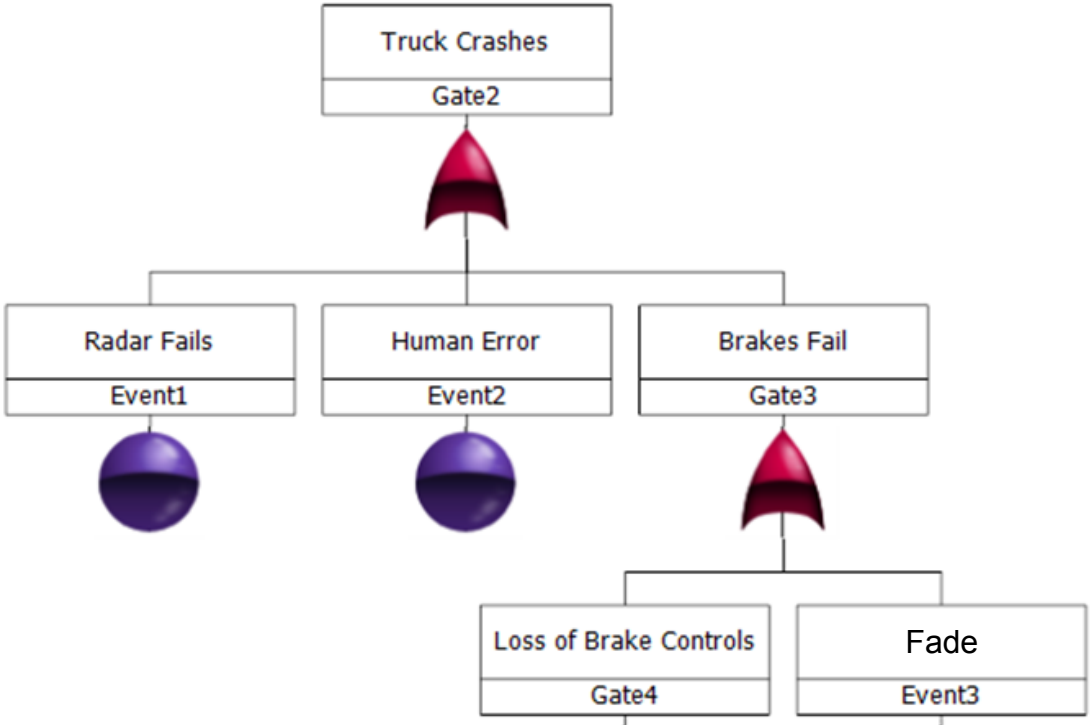 Truck Crashes
Gate2
Radar Fails
Event1
Human Error
Event2
Brakes Fail
Gate3
Loss of Brake Controls
Gate4
Fade
Event3